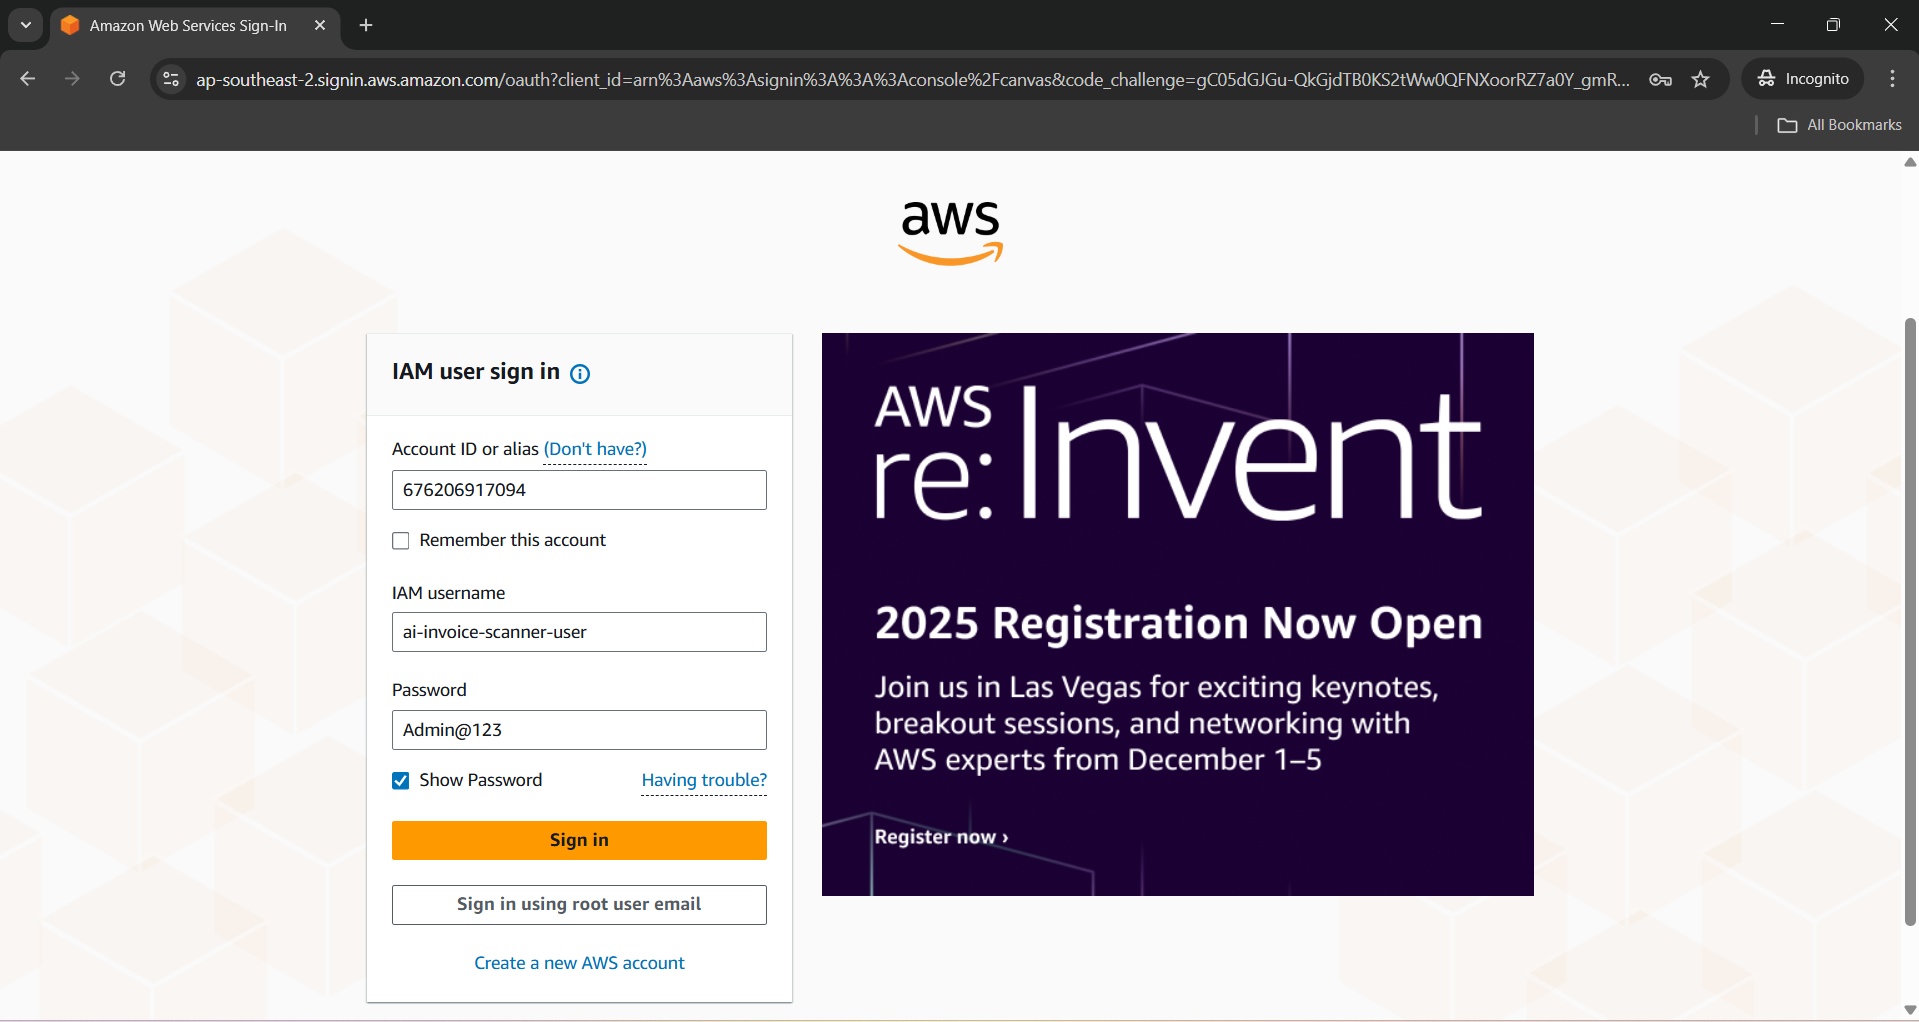 Amazon Web Services Sign-In
ap-southeast-2.signin.aws.amazon.com/oauth?client_id=arn%3Aaws%3Asignin%3A%3A%3Aconsole%2Fcanvas&code_challenge=gC05dGJGu-QkGjdTB0KS2tWw0QFNXoorRZ7a0Y_gmR...
Incognito
All Bookmarks
aws
IAM user sign in
Account ID or alias (Don't have?)
676206917094
Remember this account
IAM username
ai-invoice-scanner-user
Password
Admin@123
Show Password
Having trouble?
Sign in
Sign in using root user email
Create a new AWS account
AWS
re:Invent
2025 Registration Now Open
Join us in Las Vegas for exciting keynotes,
breakout sessions, and networking with
AWS experts from December 1–5
Register now ›